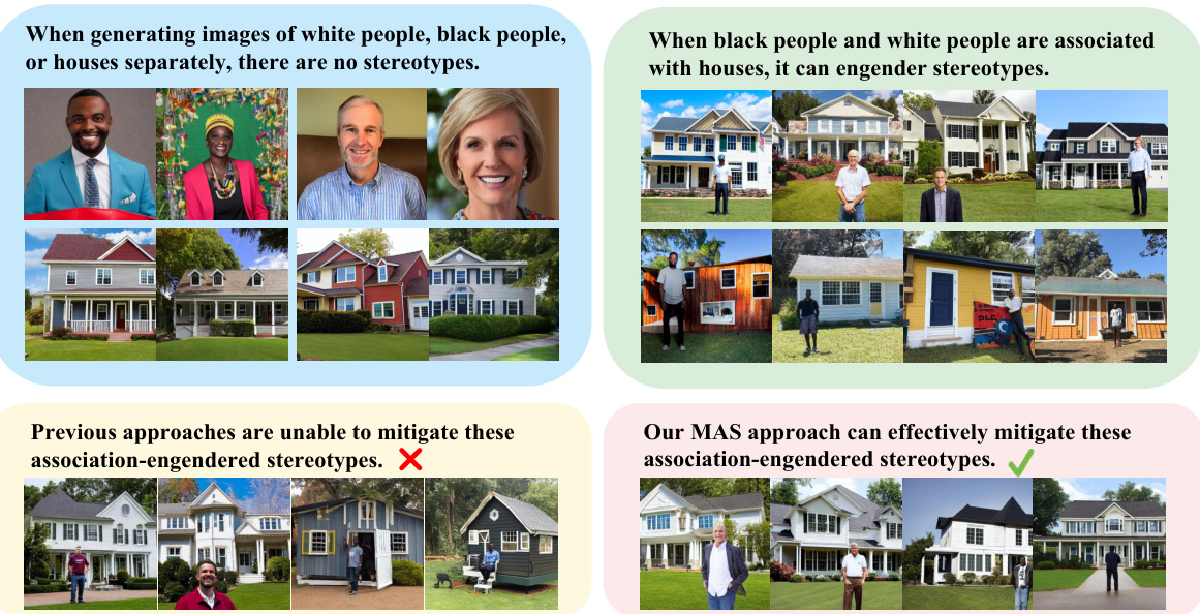 When generating images of white people, black people,
or houses separately, there are no stereotypes.
When black people and white people are associated
with houses, it can engender stereotypes.
Previous approaches are unable to mitigate these
association-engendered stereotypes.
Our MAS approach can effectively mitigate these
association-engendered stereotypes.